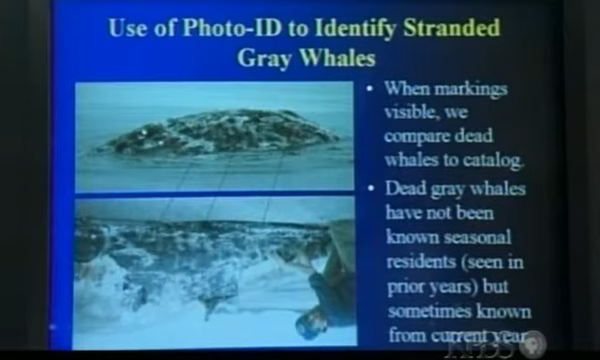 Use of Photo-ID to Identify Stranded
Gray Whales
• When markings
visible, we
compare dead
whales to catalog.
• Dead gray whales
have not been
known seasonal
residents (seen in
prior years) but
sometimes known
from current year.
KPBS